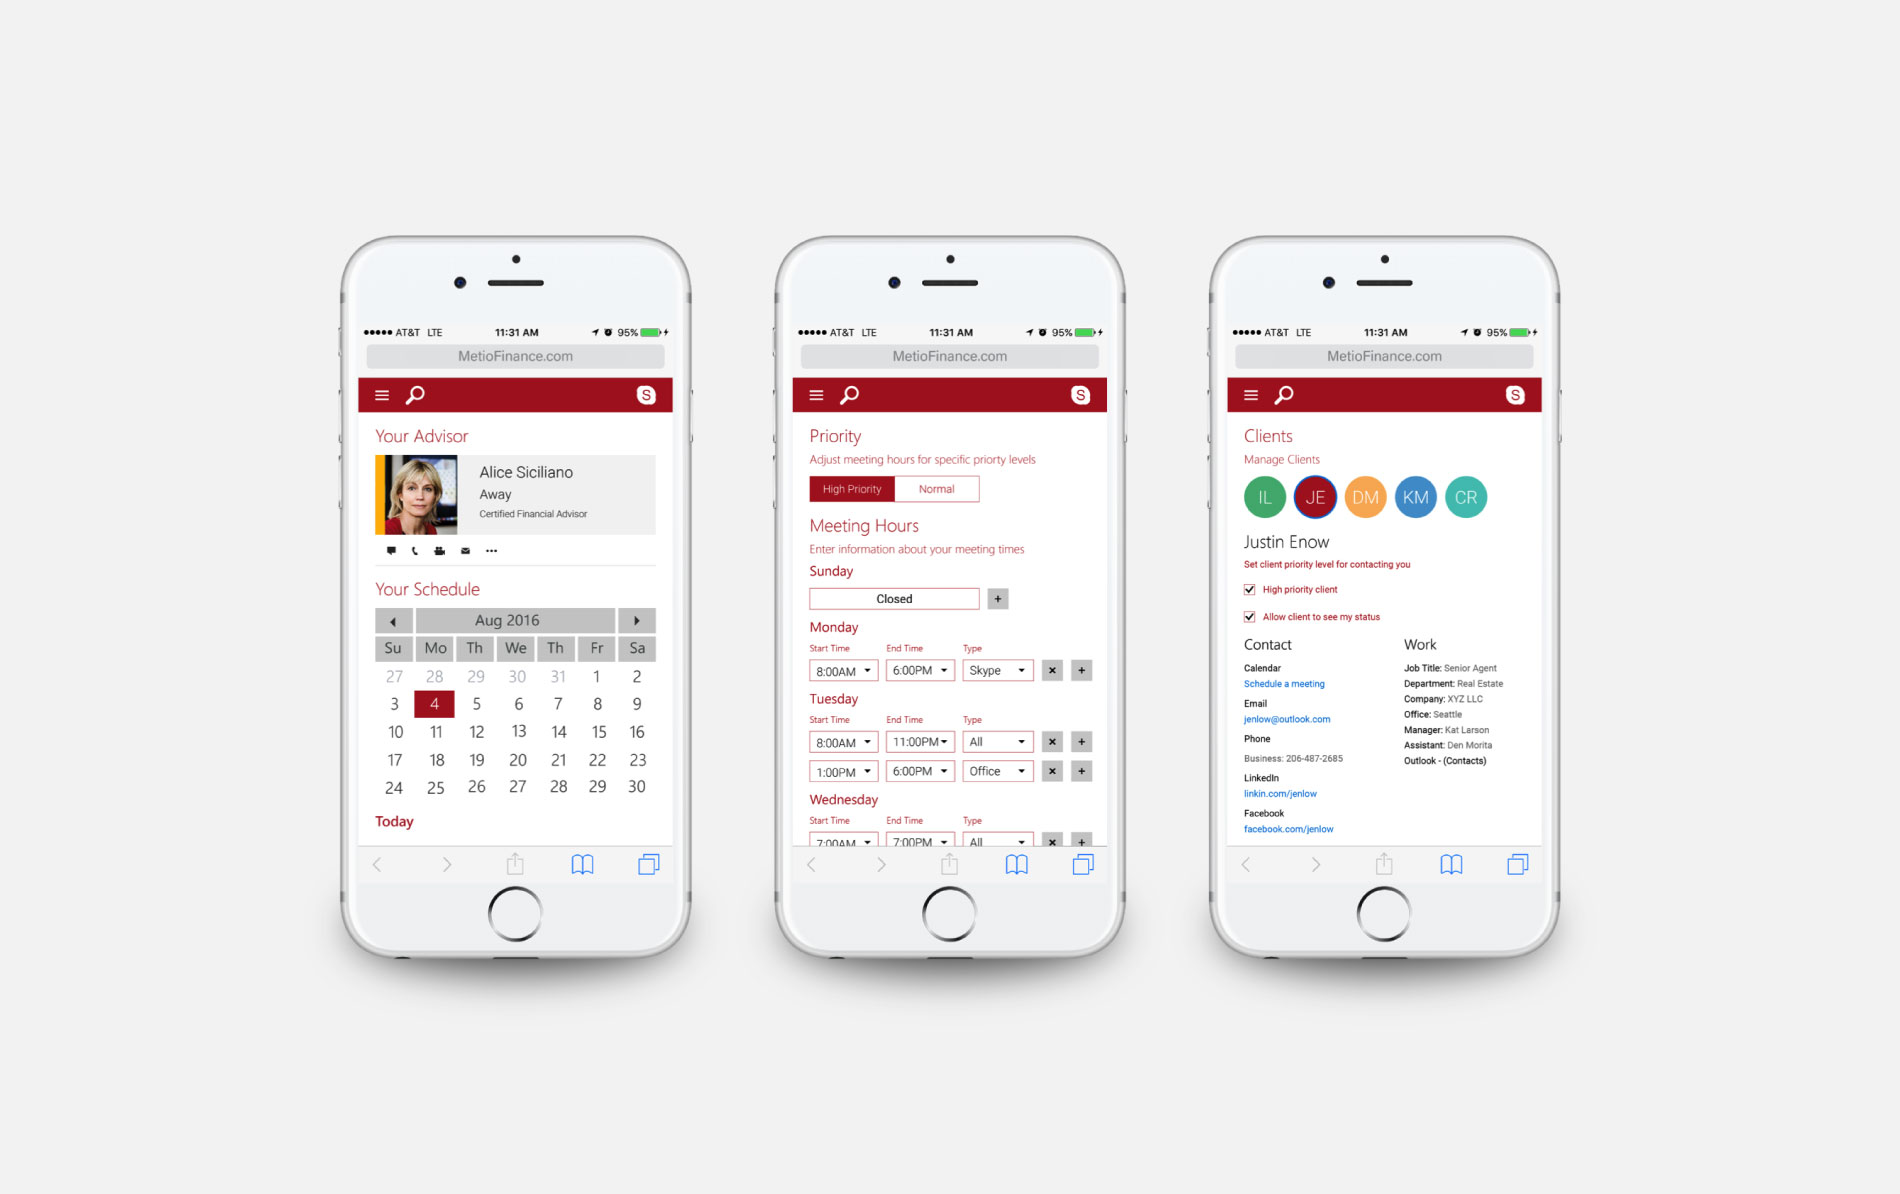 AT&T LTE 11:31 AM 95%
MetioFinance.com
S
Your Advisor
Alice Siciliano
Away
Certified Financial Advisor
Your Schedule
Aug 2016
Su Mo Th We Th Fr Sa
27 28 29 30 31 1 2
3 4 5 6 7 8 9
10 11 12 13 14 15 16
17 18 19 20 21 22 23
24 25 26 27 28 29 30
Today
AT&T LTE 11:31 AM 95%
MetioFinance.com
S
Priority
Adjust meeting hours for specific priorty levels
High Priority Normal
Meeting Hours
Enter information about your meeting times
Sunday
Closed +
Monday
Start Time End Time Type
8:00AM 6:00PM Skype × +
Tuesday
Start Time End Time Type
8:00AM 11:00PM All × +
1:00PM 6:00PM Office × +
Wednesday
Start Time End Time Type
7:00AM 7:00PM All × +
AT&T LTE 11:31 AM 95%
MetioFinance.com
S
Clients
Manage Clients
IL JE DM KM CR
Justin Enow
Set client priority level for contacting you
High priority client
Allow client to see my status
Contact
Calendar
Schedule a meeting
Email
jenlow@outlook.com
Phone
Business: 206-487-2685
LinkedIn
linkin.com/jenlow
Facebook
facebook.com/jenlow
Work
Job Title: Senior Agent
Department: Real Estate
Company: XYZ LLC
Office: Seattle
Manager: Kat Larson
Assistant: Den Morita
Outlook - (Contacts)